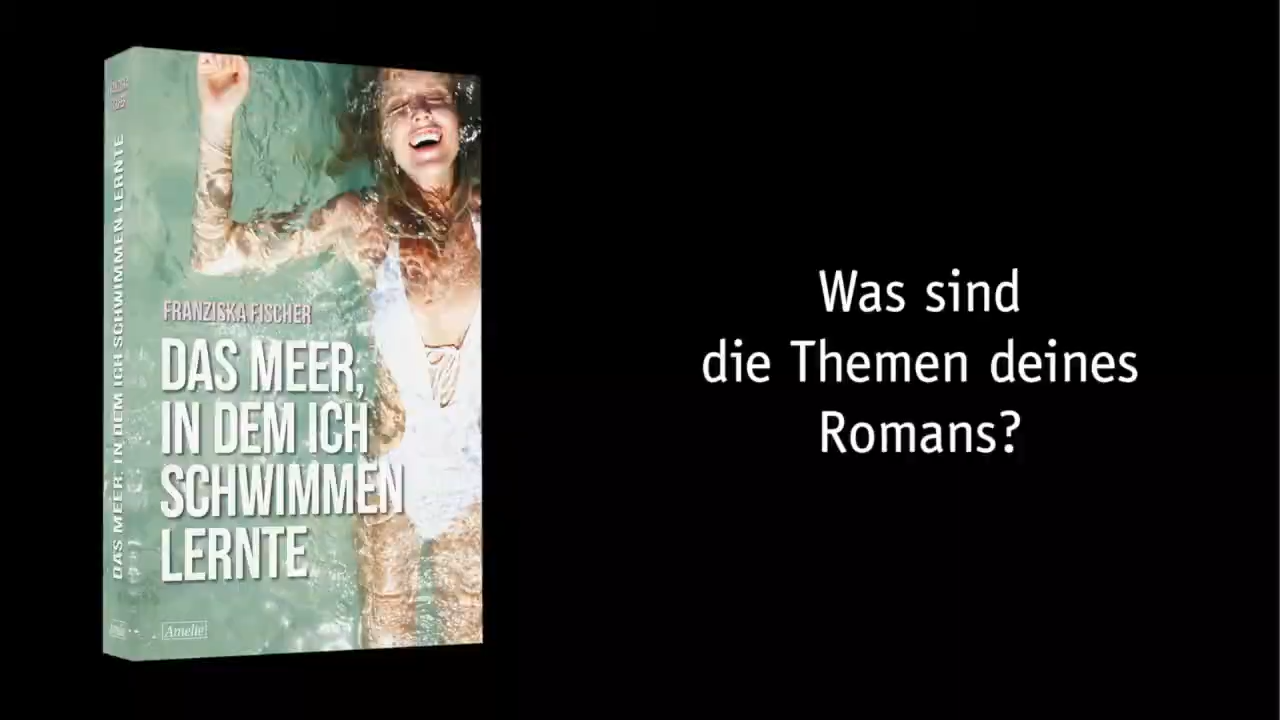 DAS MEER, IN DEM ICH SCHWIMMEN LERNTE
Amelie
FRANZISKA FISCHER
DAS MEER,
IN DEM ICH
SCHWIMMEN
LERNTE
Amelie
Was sind
die Themen deines
Romans?